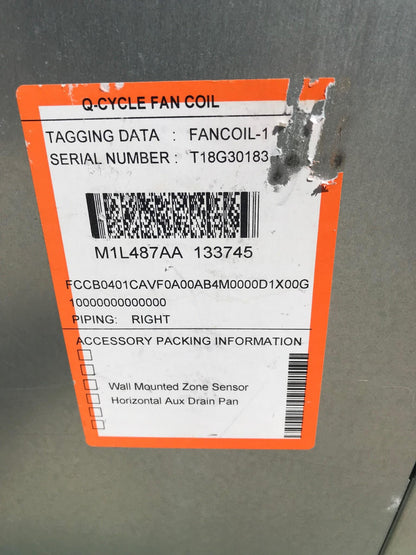 Q-CYCLE FAN COIL
TAGGING DATA : FANCOIL-1
SERIAL NUMBER : T18G30183
M1L487AA 133745
FCCB0401CAVF0A00AB4M0000D1X00G
10000000000000
PIPING: RIGHT
ACCESSORY PACKING INFORMATION
Wall Mounted Zone Sensor
Horizontal Aux Drain Pan